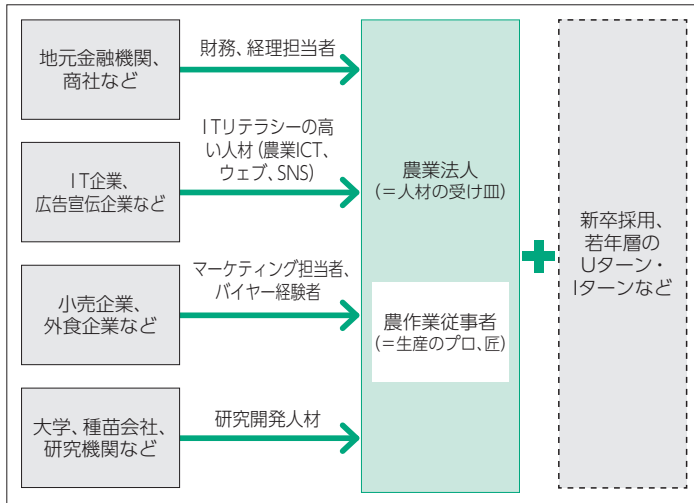 地元金融機関、
商社など
財務、経理担当者
IT企業、
広告宣伝企業など
ITリテラシーの高
い人材(農業ICT、
ウェブ、SNS)
小売企業、
外食企業など
マーケティング担当者、
バイヤー経験者
大学、種苗会社、
研究機関など
研究開発人材
農業法人
(=人材の受け皿)
農作業従事者
(=生産のプロ、匠)
新卒採用、
若年層の
Uターン・
Iターンなど